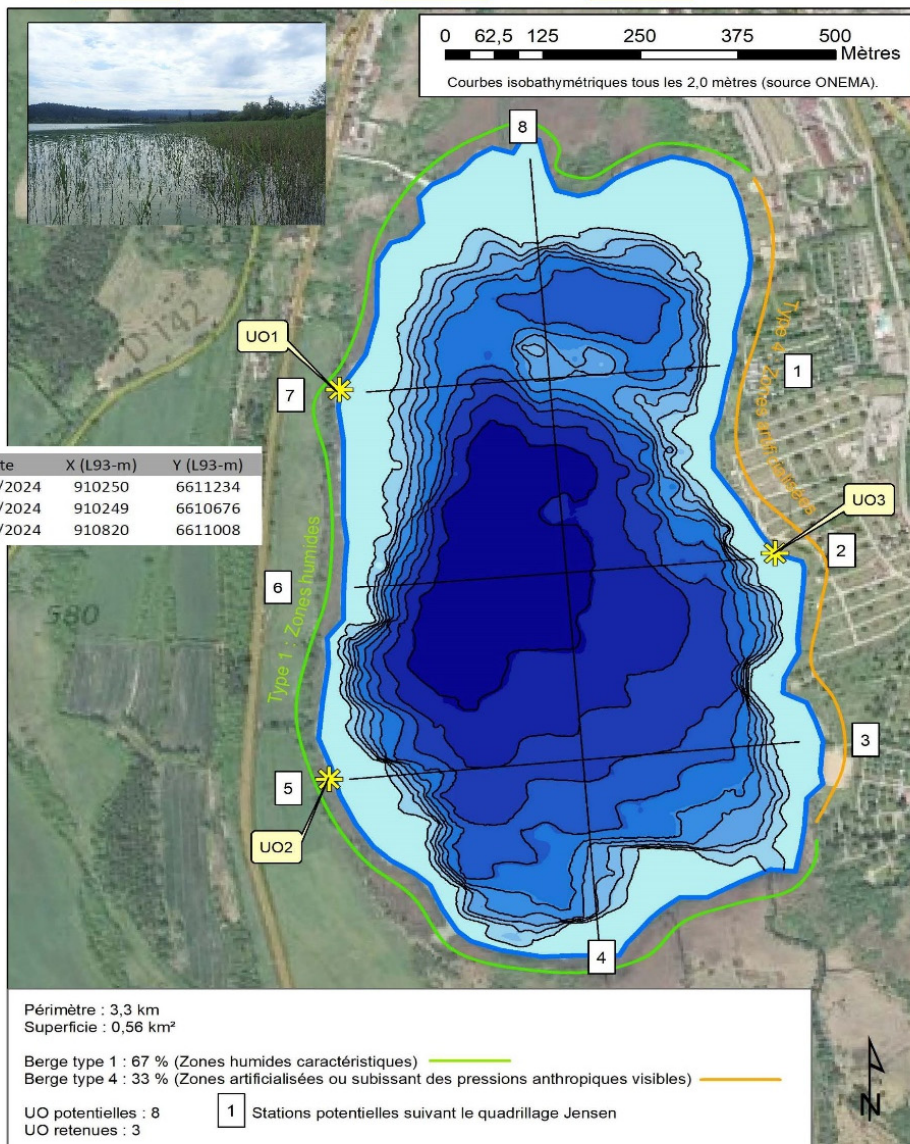 0 62,5 125 250 375 500
Mètres
Courbes isobathymétriques tous les 2,0 mètres (source ONEMA).
8
D 142
UO1
7
1
Type 4 : Zones artificialisées
te X (L93-m) Y (L93-m)
/2024 910250 6611234
/2024 910249 6610676
/2024 910820 6611008
UO3
2
6
580
Type 1 : Zones humides
3
5
UO2
4
Périmètre : 3,3 km
Superficie : 0,56 km²
Berge type 1 : 67 % (Zones humides caractéristiques)
Berge type 4 : 33 % (Zones artificialisées ou subissant des pressions anthropiques visibles)
UO potentielles : 8
UO retenues : 3
1 Stations potentielles suivant le quadrillage Jensen
N